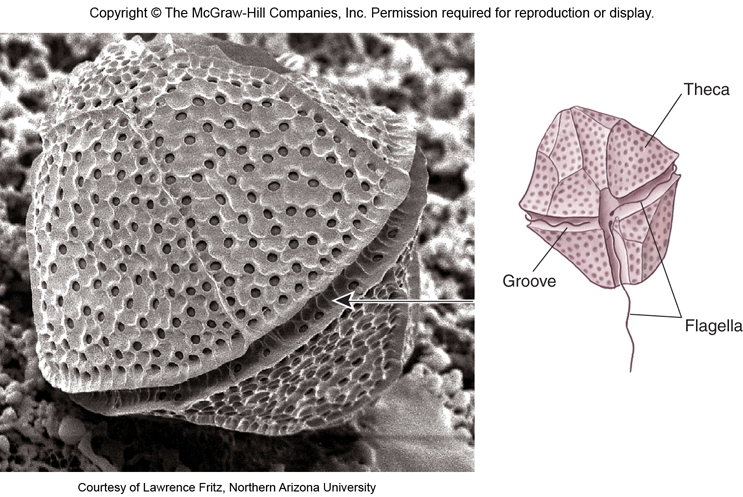 Copyright © The McGraw-Hill Companies, Inc. Permission required for reproduction or display.
Theca
Groove
Flagella
Courtesy of Lawrence Fritz, Northern Arizona University